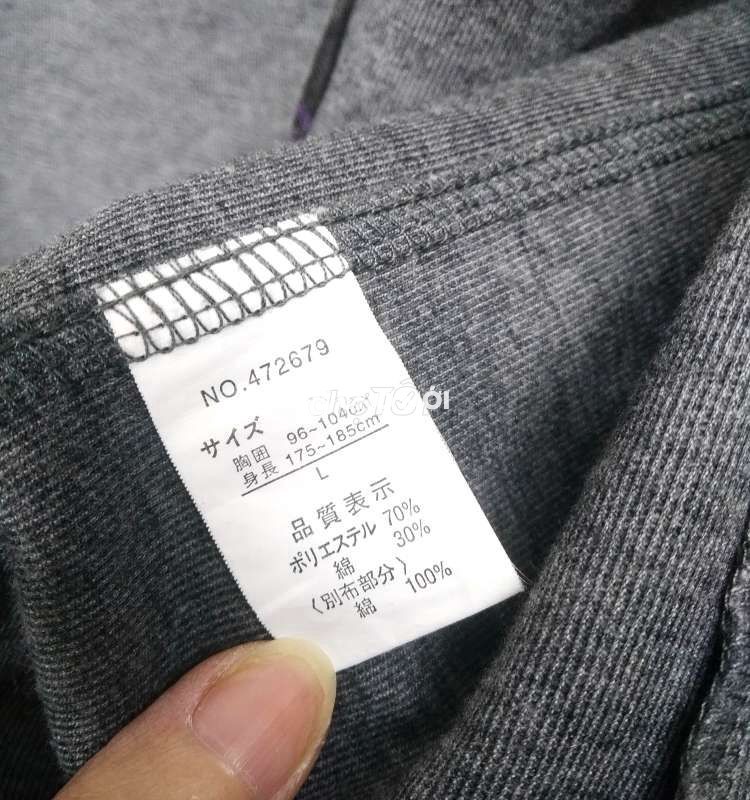 NO.472679
サイズ
胸囲 96~104cm
身長 175~185cm
L
品質表示
ポリエステル 70%
綿 30%
〈別布部分〉
綿 100%